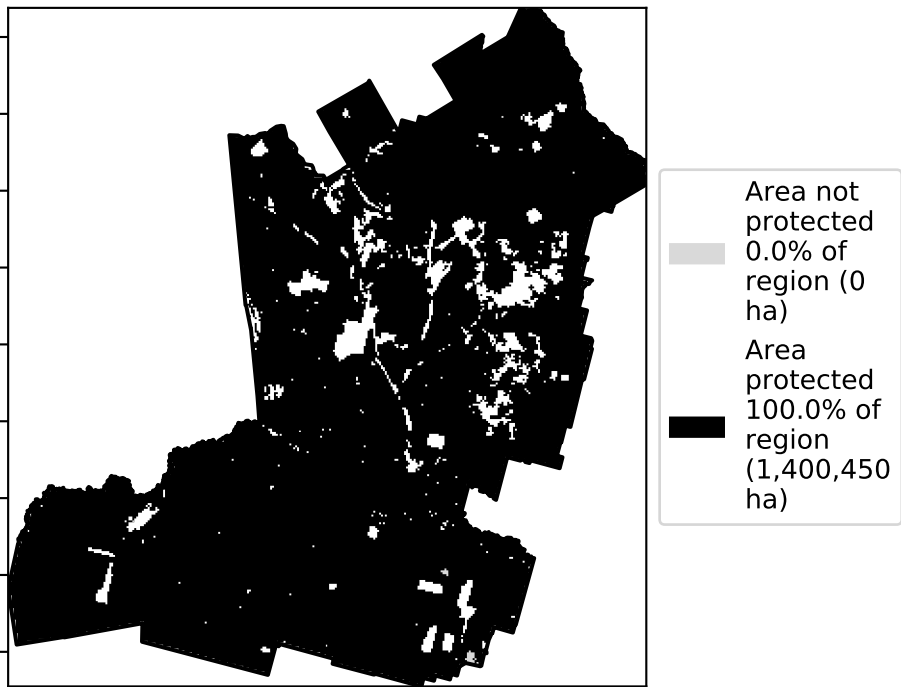 Area not
protected
0.0% of
region (0
ha)
Area
protected
100.0% of
region
(1,400,450
ha)